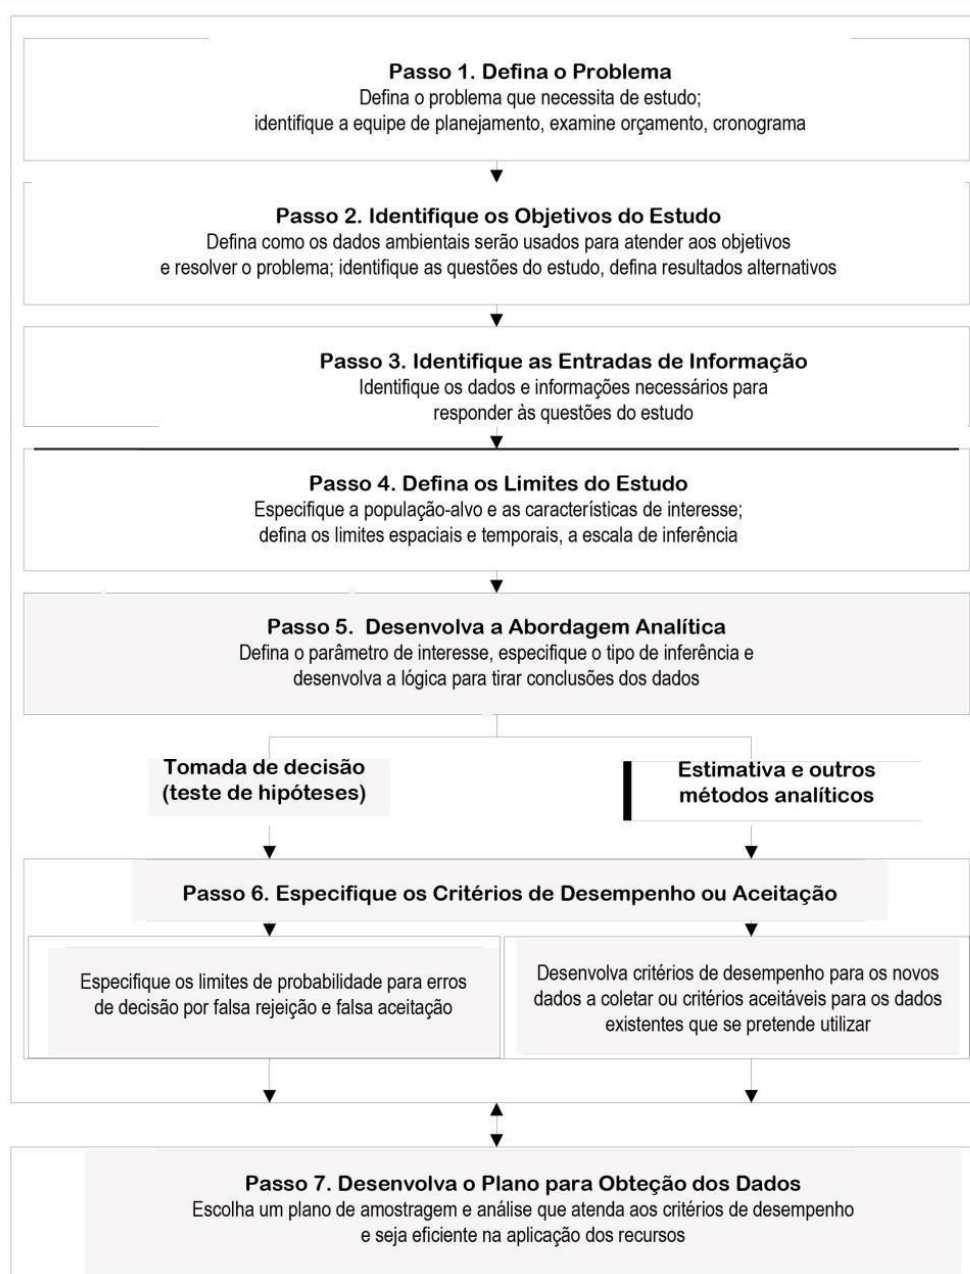 Passo 1. Defina o Problema
Defina o problema que necessita de estudo;
identifique a equipe de planejamento, examine orçamento, cronograma
Passo 2. Identifique os Objetivos do Estudo
Defina como os dados ambientais serão usados para atender aos objetivos
e resolver o problema; identifique as questões do estudo, defina resultados alternativos
Passo 3. Identifique as Entradas de Informação
Identifique os dados e informações necessários para
responder às questões do estudo
Passo 4. Defina os Limites do Estudo
Especifique a população-alvo e as características de interesse;
defina os limites espaciais e temporais, a escala de inferência
Passo 5. Desenvolva a Abordagem Analítica
Defina o parâmetro de interesse, especifique o tipo de inferência e
desenvolva a lógica para tirar conclusões dos dados
Tomada de decisão
(teste de hipóteses)
Estimativa e outros
métodos analíticos
Passo 6. Especifique os Critérios de Desempenho ou Aceitação
Especifique os limites de probabilidade para erros
de decisão por falsa rejeição e falsa aceitação
Desenvolva critérios de desempenho para os novos
dados a coletar ou critérios aceitáveis para os dados
existentes que se pretende utilizar
Passo 7. Desenvolva o Plano para Obteção dos Dados
Escolha um plano de amostragem e análise que atenda aos critérios de desempenho
e seja eficiente na aplicação dos recursos